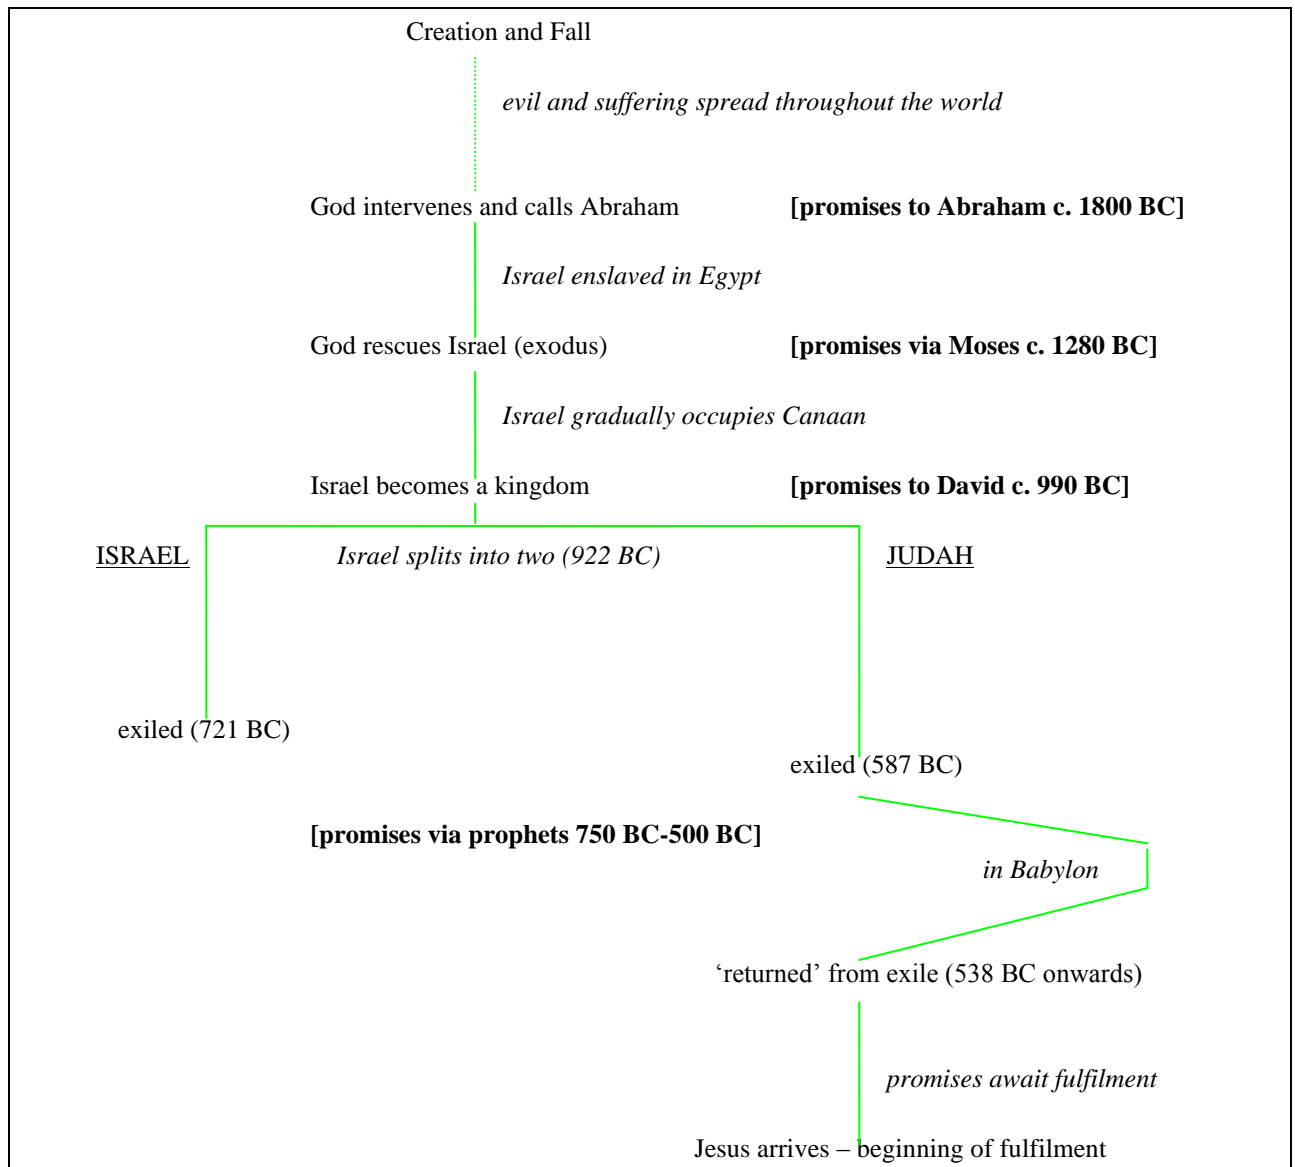 Creation and Fall
evil and suffering spread throughout the world
God intervenes and calls Abraham [promises to Abraham c. 1800 BC]
Israel enslaved in Egypt
God rescues Israel (exodus) [promises via Moses c. 1280 BC]
Israel gradually occupies Canaan
Israel becomes a kingdom [promises to David c. 990 BC]
ISRAEL Israel splits into two (922 BC) JUDAH
exiled (721 BC)
exiled (587 BC)
[promises via prophets 750 BC-500 BC]
in Babylon
‘returned’ from exile (538 BC onwards)
promises await fulfilment
Jesus arrives – beginning of fulfilment